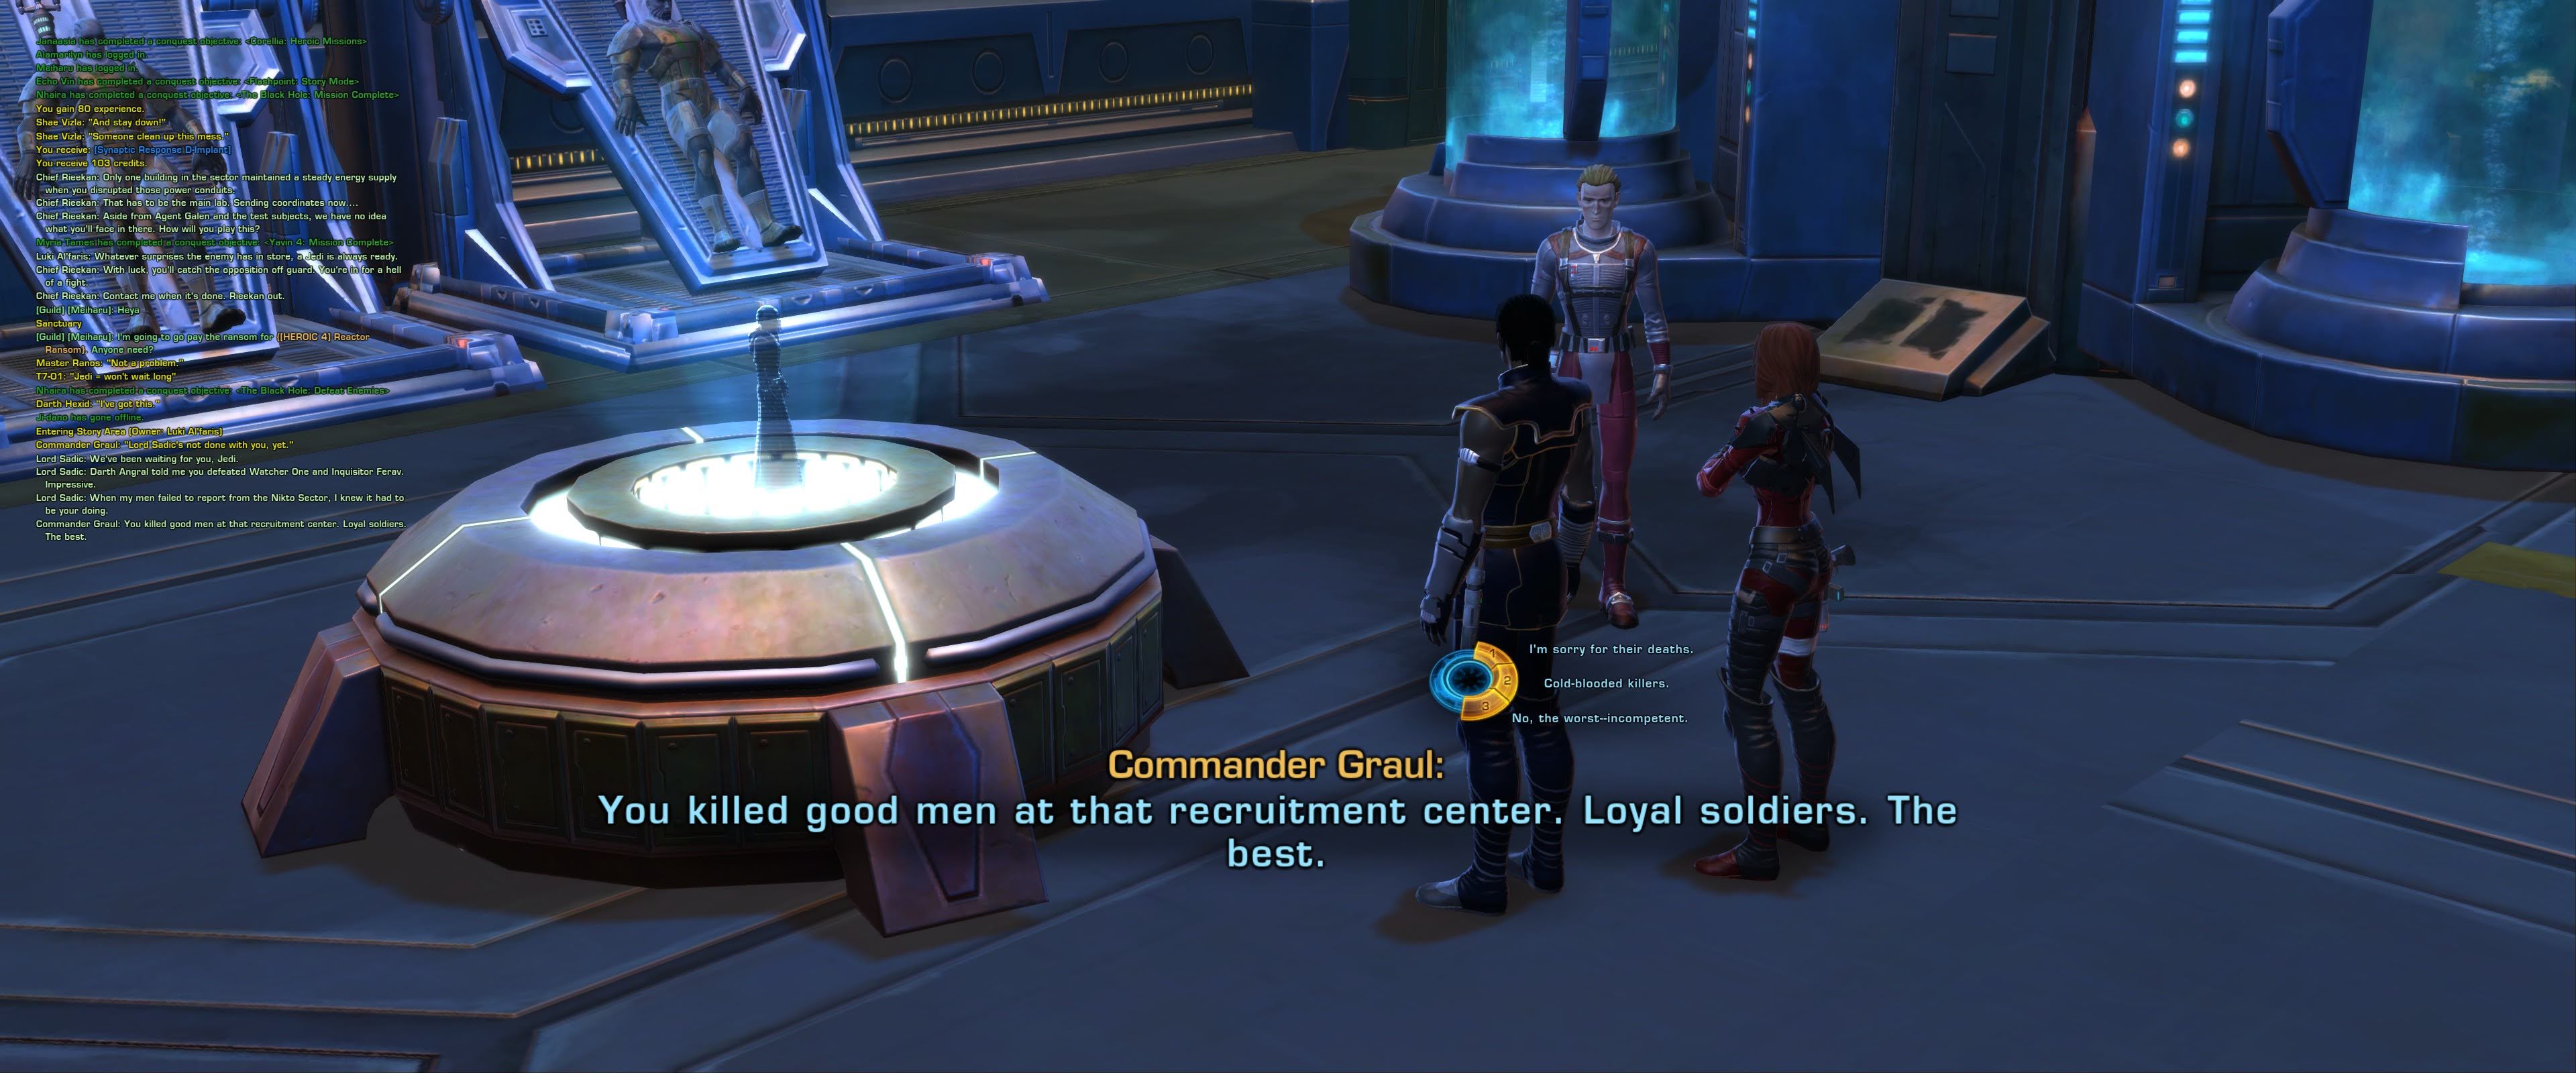 Janaasia has completed a conquest objective: <Corellia: Heroic Missions>
Alamarilyn has logged in.
Meiharu has logged in.
Echo Vin has completed a conquest objective: <Flashpoint: Story Mode>
Nhaira has completed a conquest objective: <The Black Hole: Mission Complete>
You gain 80 experience.
Shae Vizla: "And stay down!"
Shae Vizla: "Someone clean up this mess."
You receive: [Synaptic Response D-Implant]
You receive 103 credits.
Chief Rieekan: Only one building in the sector maintained a steady energy supply
when you disrupted those power conduits.
Chief Rieekan: That has to be the main lab. Sending coordinates now....
Chief Rieekan: Aside from Agent Galen and the test subjects, we have no idea
what you'll face in there. How will you play this?
Myria Tames has completed a conquest objective: <Yavin 4: Mission Complete>
Luki Al'faris: Whatever surprises the enemy has in store, a Jedi is always ready.
Chief Rieekan: With luck, you'll catch the opposition off guard. You're in for a hell
of a fight.
Chief Rieekan: Contact me when it's done. Rieekan out.
[Guild] [Meiharu]: Heya
Sanctuary
[Guild] [Meiharu]: I'm going to go pay the ransom for {[HEROIC 4] Reactor
Ransom}. Anyone need?
Master Ranos: "Not a problem."
T7-01: "Jedi = won't wait long"
Nhaira has completed a conquest objective: <The Black Hole: Defeat Enemies>
Darth Hexid: "I've got this."
has gone offline.
Entering Story Area (Owner: Luki Al'faris)
Commander Graul: "Lord Sadic's not done with you, yet."
Lord Sadic: We've been waiting for you, Jedi.
Lord Sadic: Darth Angral told me you defeated Watcher One and Inquisitor Ferav.
Impressive.
Lord Sadic: When my men failed to report from the Nikto Sector, I knew it had to
be your doing.
Commander Graul: You killed good men at that recruitment center. Loyal soldiers.
The best.
1 I'm sorry for their deaths.
2 Cold-blooded killers.
3 No, the worst--incompetent.
Commander Graul:
You killed good men at that recruitment center. Loyal soldiers. The
best.